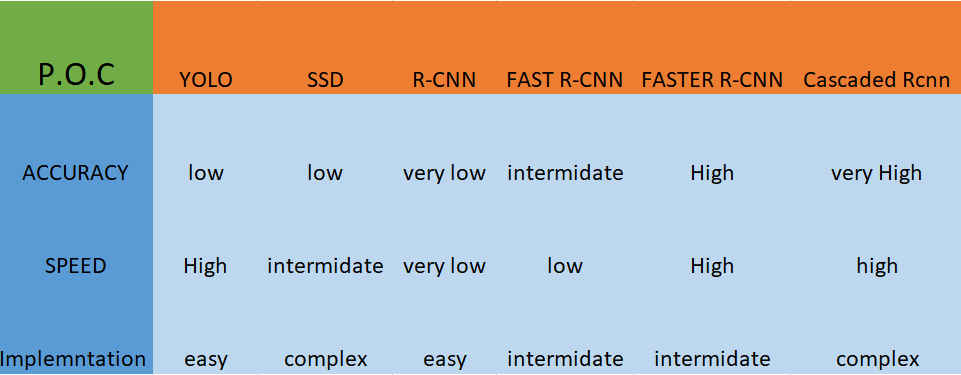 P.O.C YOLO SSD R-CNN FAST R-CNN FASTER R-CNN Cascaded Rcnn
ACCURACY low low very low intermidate High very High
SPEED High intermidate very low low High high
Implemntation easy complex easy intermidate intermidate complex